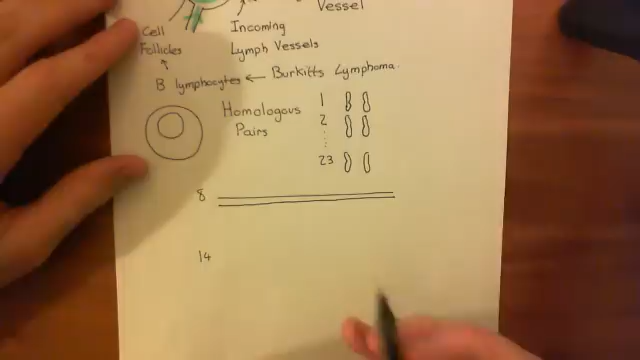 Vessel
Cell
Follicles
Incoming
Lymph Vessels
B lymphocytes ← Burkitts Lymphoma
Homologous
Pairs
1
2
23
8
14